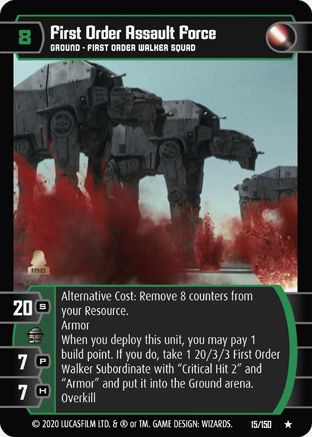 8
First Order Assault Force
GROUND - FIRST ORDER WALKER SQUAD
IDC
20 S
7 P
7 H
Alternative Cost: Remove 8 counters from
your Resource.
Armor
When you deploy this unit, you may pay 1
build point. If you do, take 1 20/3/3 First Order
Walker Subordinate with “Critical Hit 2” and
“Armor” and put it into the Ground arena.
Overkill
© 2020 LUCASFILM LTD. & ® or TM. GAME DESIGN: WIZARDS.
15/150